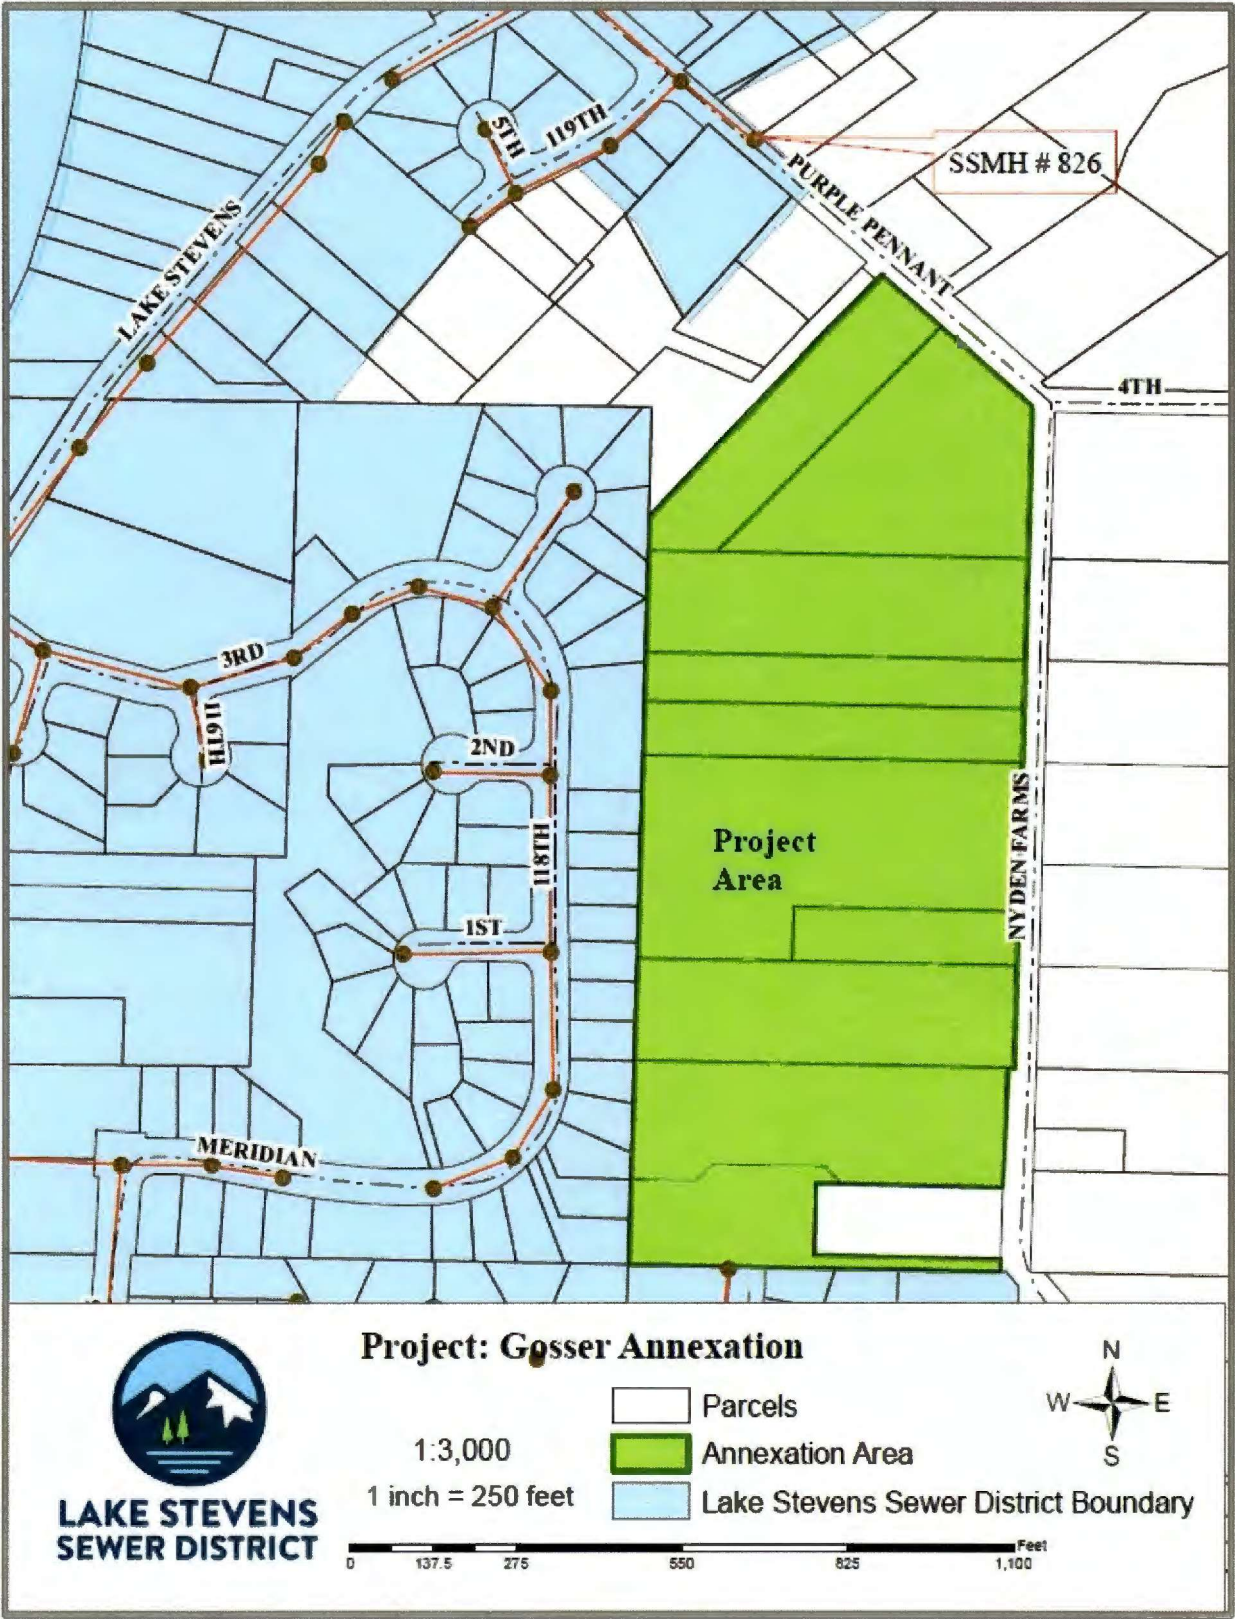 5TH
119TH
SSMH # 826
PURPLE PENNANT
LAKE STEVENS
4TH
3RD
116TH
2ND
118TH
Project
Area
NYDEN FARMS
1ST
MERIDIAN
Project: Gosser Annexation
N
W E
S
Parcels
1:3,000
Annexation Area
1 inch = 250 feet
Lake Stevens Sewer District Boundary
LAKE STEVENS
SEWER DISTRICT
Feet
0 137.5 275 550 825 1,100